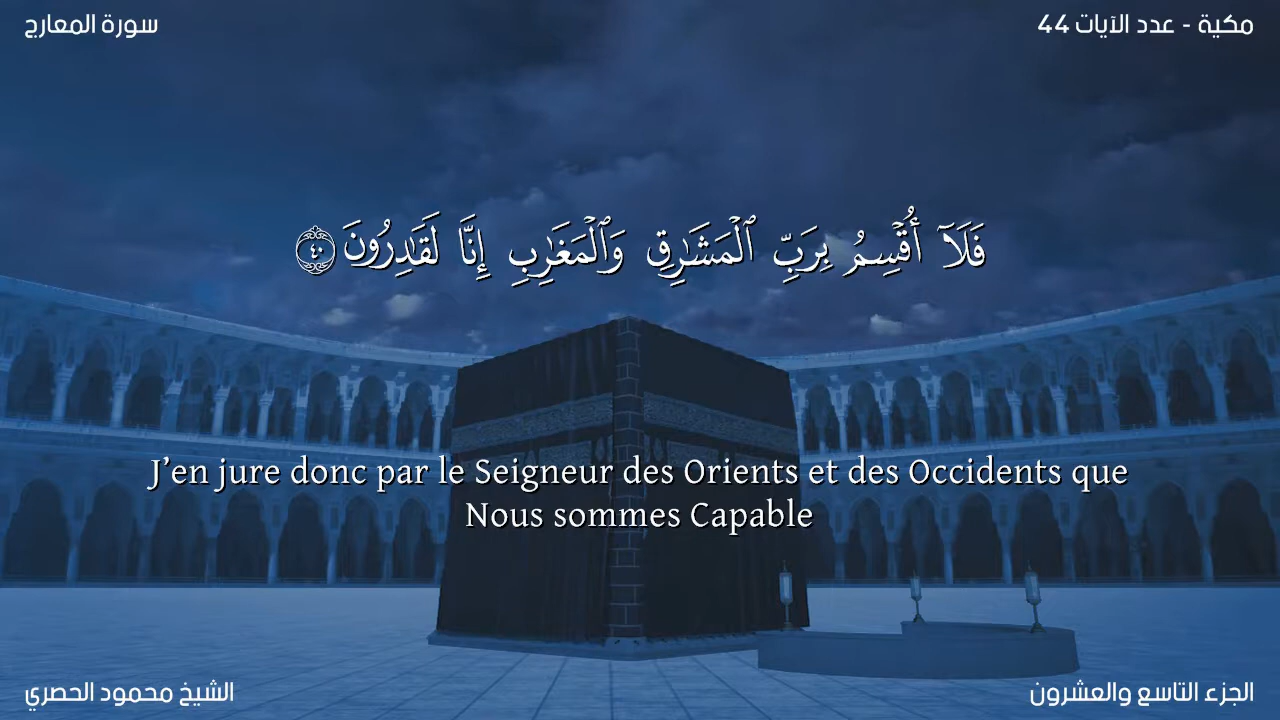 مكية - عدد الآيات 44
سورة المعارج
فَلَآ أُقۡسِمُ بِرَبِّ ٱلۡمَشَٰرِقِ وَٱلۡمَغَٰرِبِ إِنَّا لَقَٰدِرُونَ ٤٠
J’en jure donc par le Seigneur des Orients et des Occidents que
Nous sommes Capable
الجزء التاسع والعشرون
الشيخ محمود الحصري